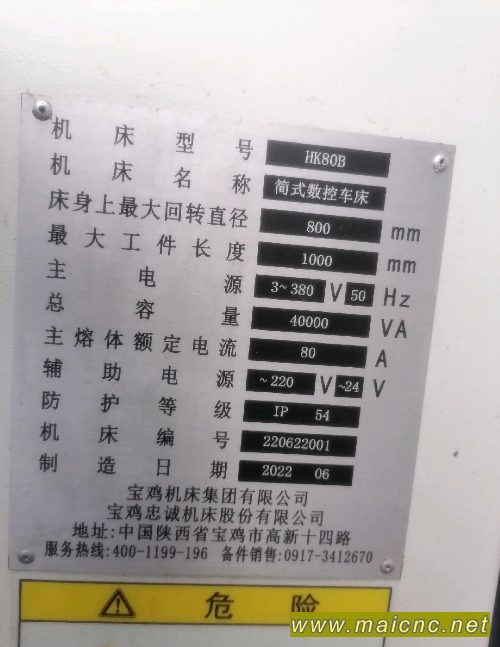 机床型号 HK80B
机床名称 简式数控车床
床身上最大回转直径 800 mm
最大工件长度 1000 mm
主电源 3~380 V 50 Hz
总容量 40000 VA
主熔体额定电流 80 A
辅助电源 ~220 V ~24 V
防护等级 IP 54
机床编号 220622001
制造日期 2022 06
宝鸡机床集团有限公司
宝鸡忠诚机床股份有限公司
地址:中国陕西省宝鸡市高新十四路
服务热线:400-1199-196 备件销售:0917-3412670
危险
www.maicnc.net